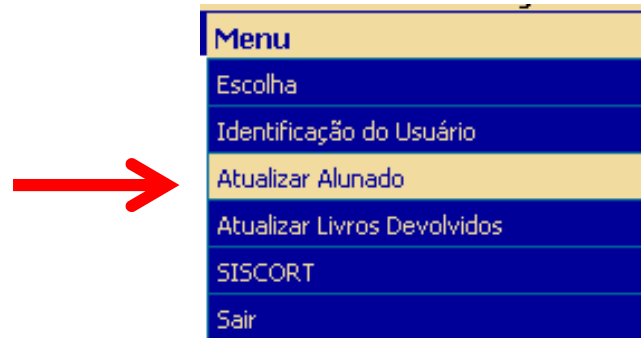 Menu
Escolha
Identificação do Usuário
Atualizar Alunado
Atualizar Livros Devolvidos
SISCORT
Sair